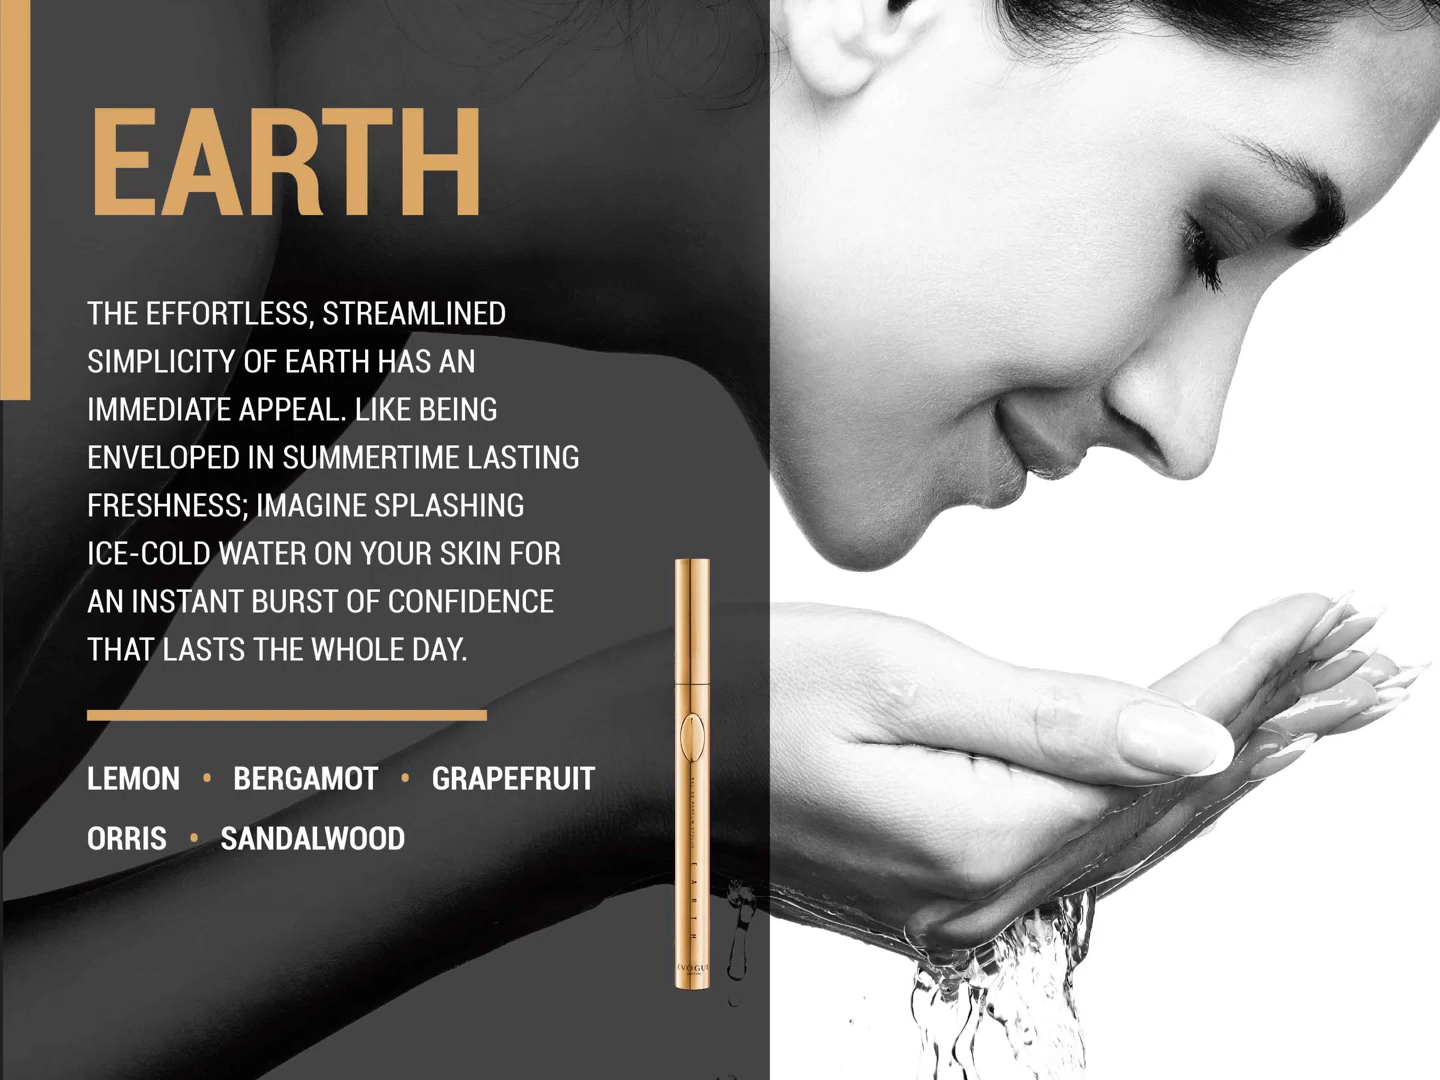 EARTH
THE EFFORTLESS, STREAMLINED
SIMPLICITY OF EARTH HAS AN
IMMEDIATE APPEAL. LIKE BEING
ENVELOPED IN SUMMERTIME LASTING
FRESHNESS; IMAGINE SPLASHING
ICE-COLD WATER ON YOUR SKIN FOR
AN INSTANT BURST OF CONFIDENCE
THAT LASTS THE WHOLE DAY.
LEMON • BERGAMOT • GRAPEFRUIT
ORRIS • SANDALWOOD
EARTH